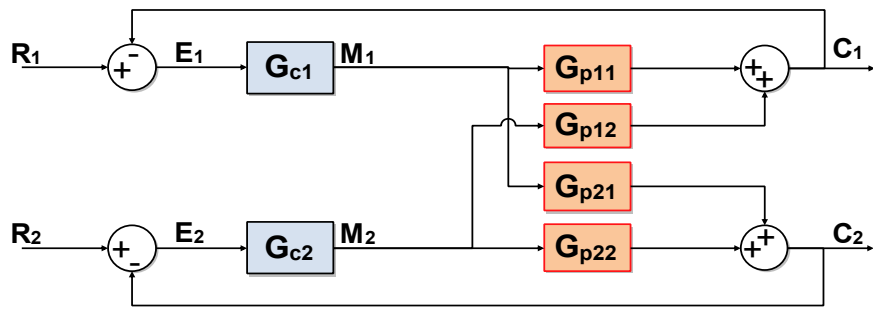 R1
-
+
E1
Gc1
M1
Gp11
+
+
C1
Gp12
Gp21
R2
+
-
E2
Gc2
M2
Gp22
+
+
C2